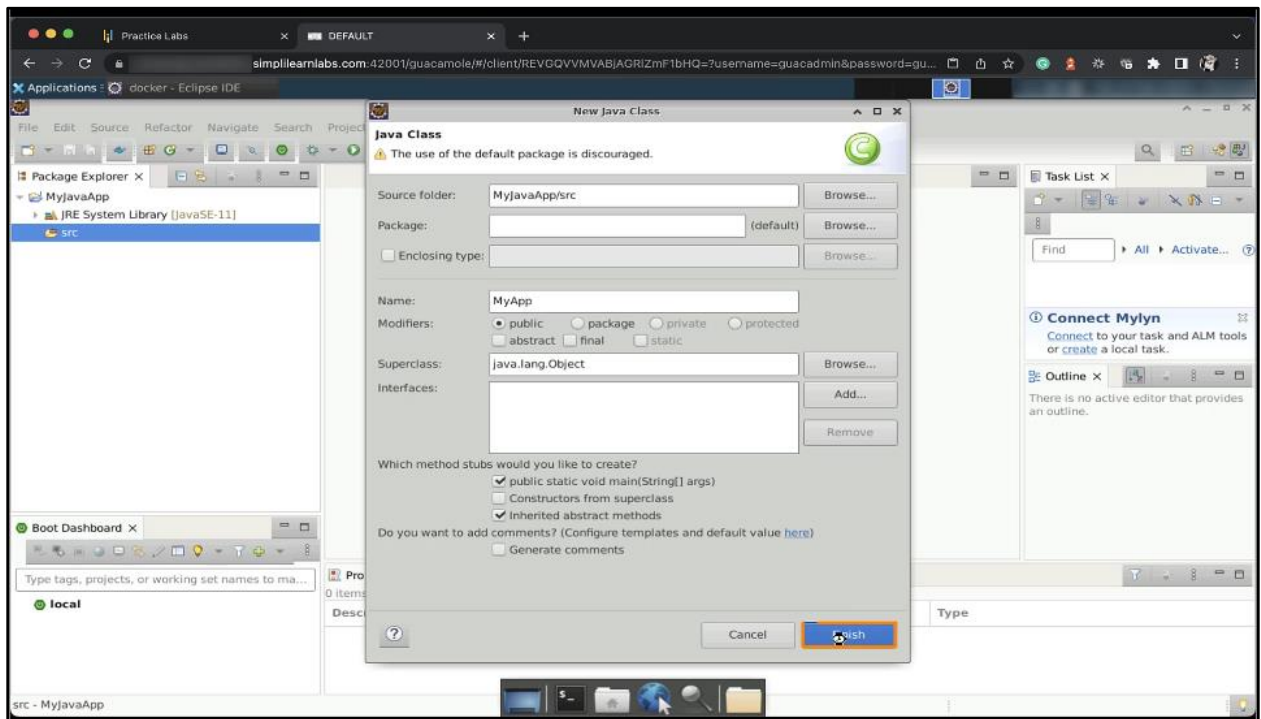 Practice Labs
DEFAULT
simplilearnlabs.com:42001/guacamole/#/client/REVGQVVMVABjAGRlZmF1bHQ=?username=guacadmin&password=gu...
Applications : docker - Eclipse IDE
File Edit Source Refactor Navigate Search Project
New Java Class
Java Class
The use of the default package is discouraged.
Package Explorer
MyJavaApp
JRE System Library [JavaSE-11]
src
Source folder: MyJavaApp/src Browse...
Package: (default) Browse...
Enclosing type: Browse...
Name: MyApp
Modifiers: public package private protected
abstract final static
Superclass: java.lang.Object Browse...
Interfaces: Add...
Remove
Which method stubs would you like to create?
public static void main(String[] args)
Constructors from superclass
Inherited abstract methods
Do you want to add comments? (Configure templates and default value here)
Generate comments
? Cancel Finish
Task List
Find All Activate...
Connect Mylyn
Connect to your task and ALM tools
or create a local task.
Outline
There is no active editor that provides
an outline.
Boot Dashboard
Type tags, projects, or working set names to ma...
local
Pro
0 items
Desc
Type
src - MyJavaApp